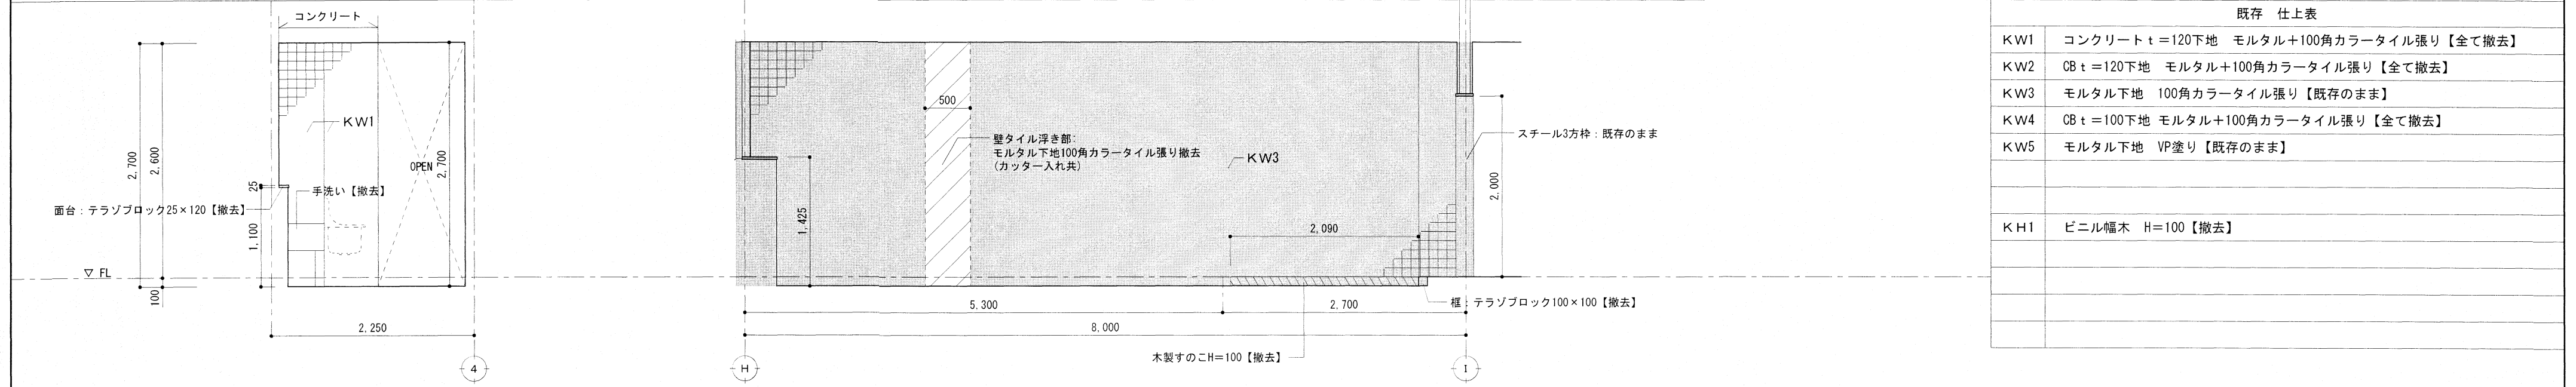 コンクリート
2,700
2,600
100
▽ FL
KW1
OPEN
2,700
25
1,100
手洗い【撤去】
面台：テラゾブロック25×120【撤去】
2,250
4
500
壁タイル浮き部:
モルタル下地100角カラータイル張り撤去
(カッター入れ共)
KW3
1,425
2,090
2,000
スチール3方枠：既存のまま
框：テラゾブロック100×100【撤去】
5,300
2,700
8,000
木製すのこH＝100【撤去】
H
I
既存 仕上表
KW1 コンクリートｔ＝120下地 モルタル＋100角カラータイル張り【全て撤去】
KW2 CBｔ＝120下地 モルタル＋100角カラータイル張り【全て撤去】
KW3 モルタル下地 100角カラータイル張り【既存のまま】
KW4 CBｔ＝100下地 モルタル＋100角カラータイル張り【全て撤去】
KW5 モルタル下地 VP塗り【既存のまま】
KH1 ビニル幅木 H＝100【撤去】